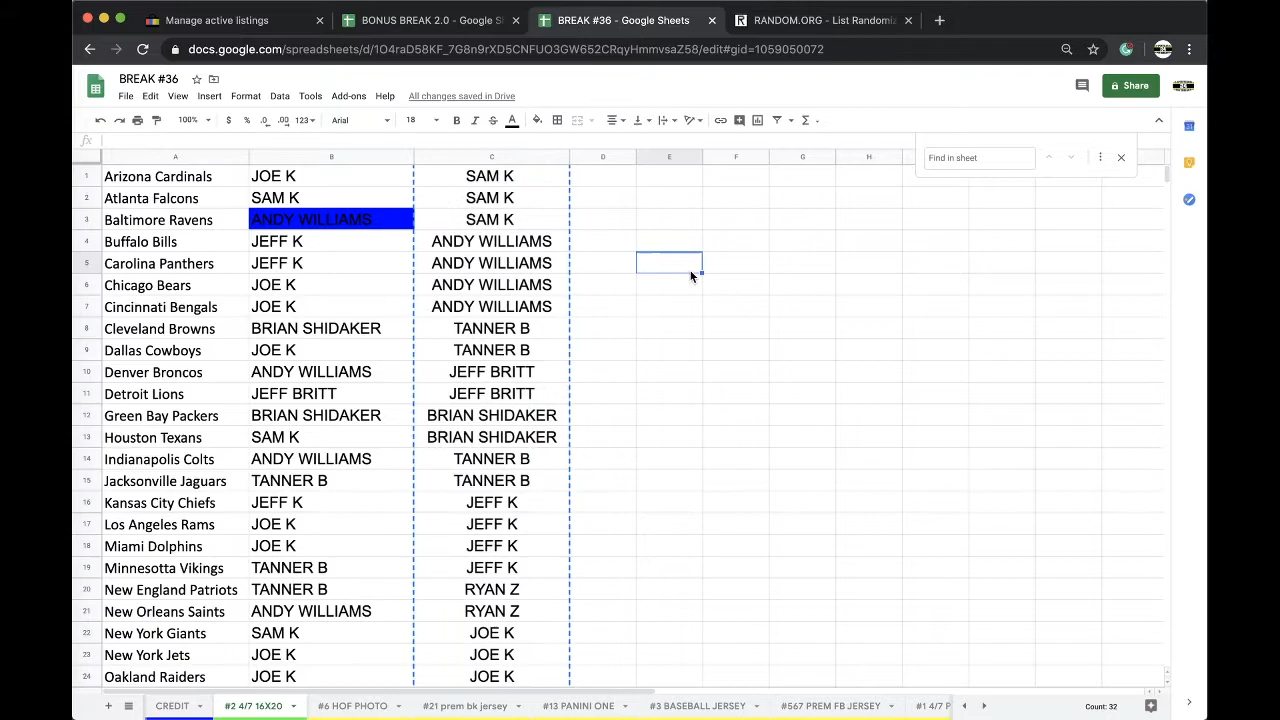 Manage active listings
BONUS BREAK 2.0 - Google Sh
BREAK #36 - Google Sheets
RANDOM.ORG - List Randomiz
docs.google.com/spreadsheets/d/1O4raD58KF_7G8n9rXD5CNFUO3GW652CRqyHmmvsaZ58/edit#gid=1059050072
BREAK #36
File Edit View Insert Format Data Tools Add-ons Help All changes saved in Drive
Share
100% $ % .0 .00 123 Arial 18 B I S A
fx
Find in sheet
A B C D E F G H
1 Arizona Cardinals JOE K SAM K
2 Atlanta Falcons SAM K SAM K
3 Baltimore Ravens ANDY WILLIAMS SAM K
4 Buffalo Bills JEFF K ANDY WILLIAMS
5 Carolina Panthers JEFF K ANDY WILLIAMS
6 Chicago Bears JOE K ANDY WILLIAMS
7 Cincinnati Bengals JOE K ANDY WILLIAMS
8 Cleveland Browns BRIAN SHIDAKER TANNER B
9 Dallas Cowboys JOE K TANNER B
10 Denver Broncos ANDY WILLIAMS JEFF BRITT
11 Detroit Lions JEFF BRITT JEFF BRITT
12 Green Bay Packers BRIAN SHIDAKER BRIAN SHIDAKER
13 Houston Texans SAM K BRIAN SHIDAKER
14 Indianapolis Colts ANDY WILLIAMS TANNER B
15 Jacksonville Jaguars TANNER B TANNER B
16 Kansas City Chiefs JEFF K JEFF K
17 Los Angeles Rams JOE K JEFF K
18 Miami Dolphins JOE K JEFF K
19 Minnesotta Vikings TANNER B JEFF K
20 New England Patriots TANNER B RYAN Z
21 New Orleans Saints ANDY WILLIAMS RYAN Z
22 New York Giants SAM K JOE K
23 New York Jets JOE K JOE K
24 Oakland Raiders JOE K JOE K
CREDIT #2 4/7 16X20 #6 HOF PHOTO #21 prem bk jersey #13 PANINI ONE #3 BASEBALL JERSEY #567 PREM FB JERSEY #1 4/7 P Count: 32